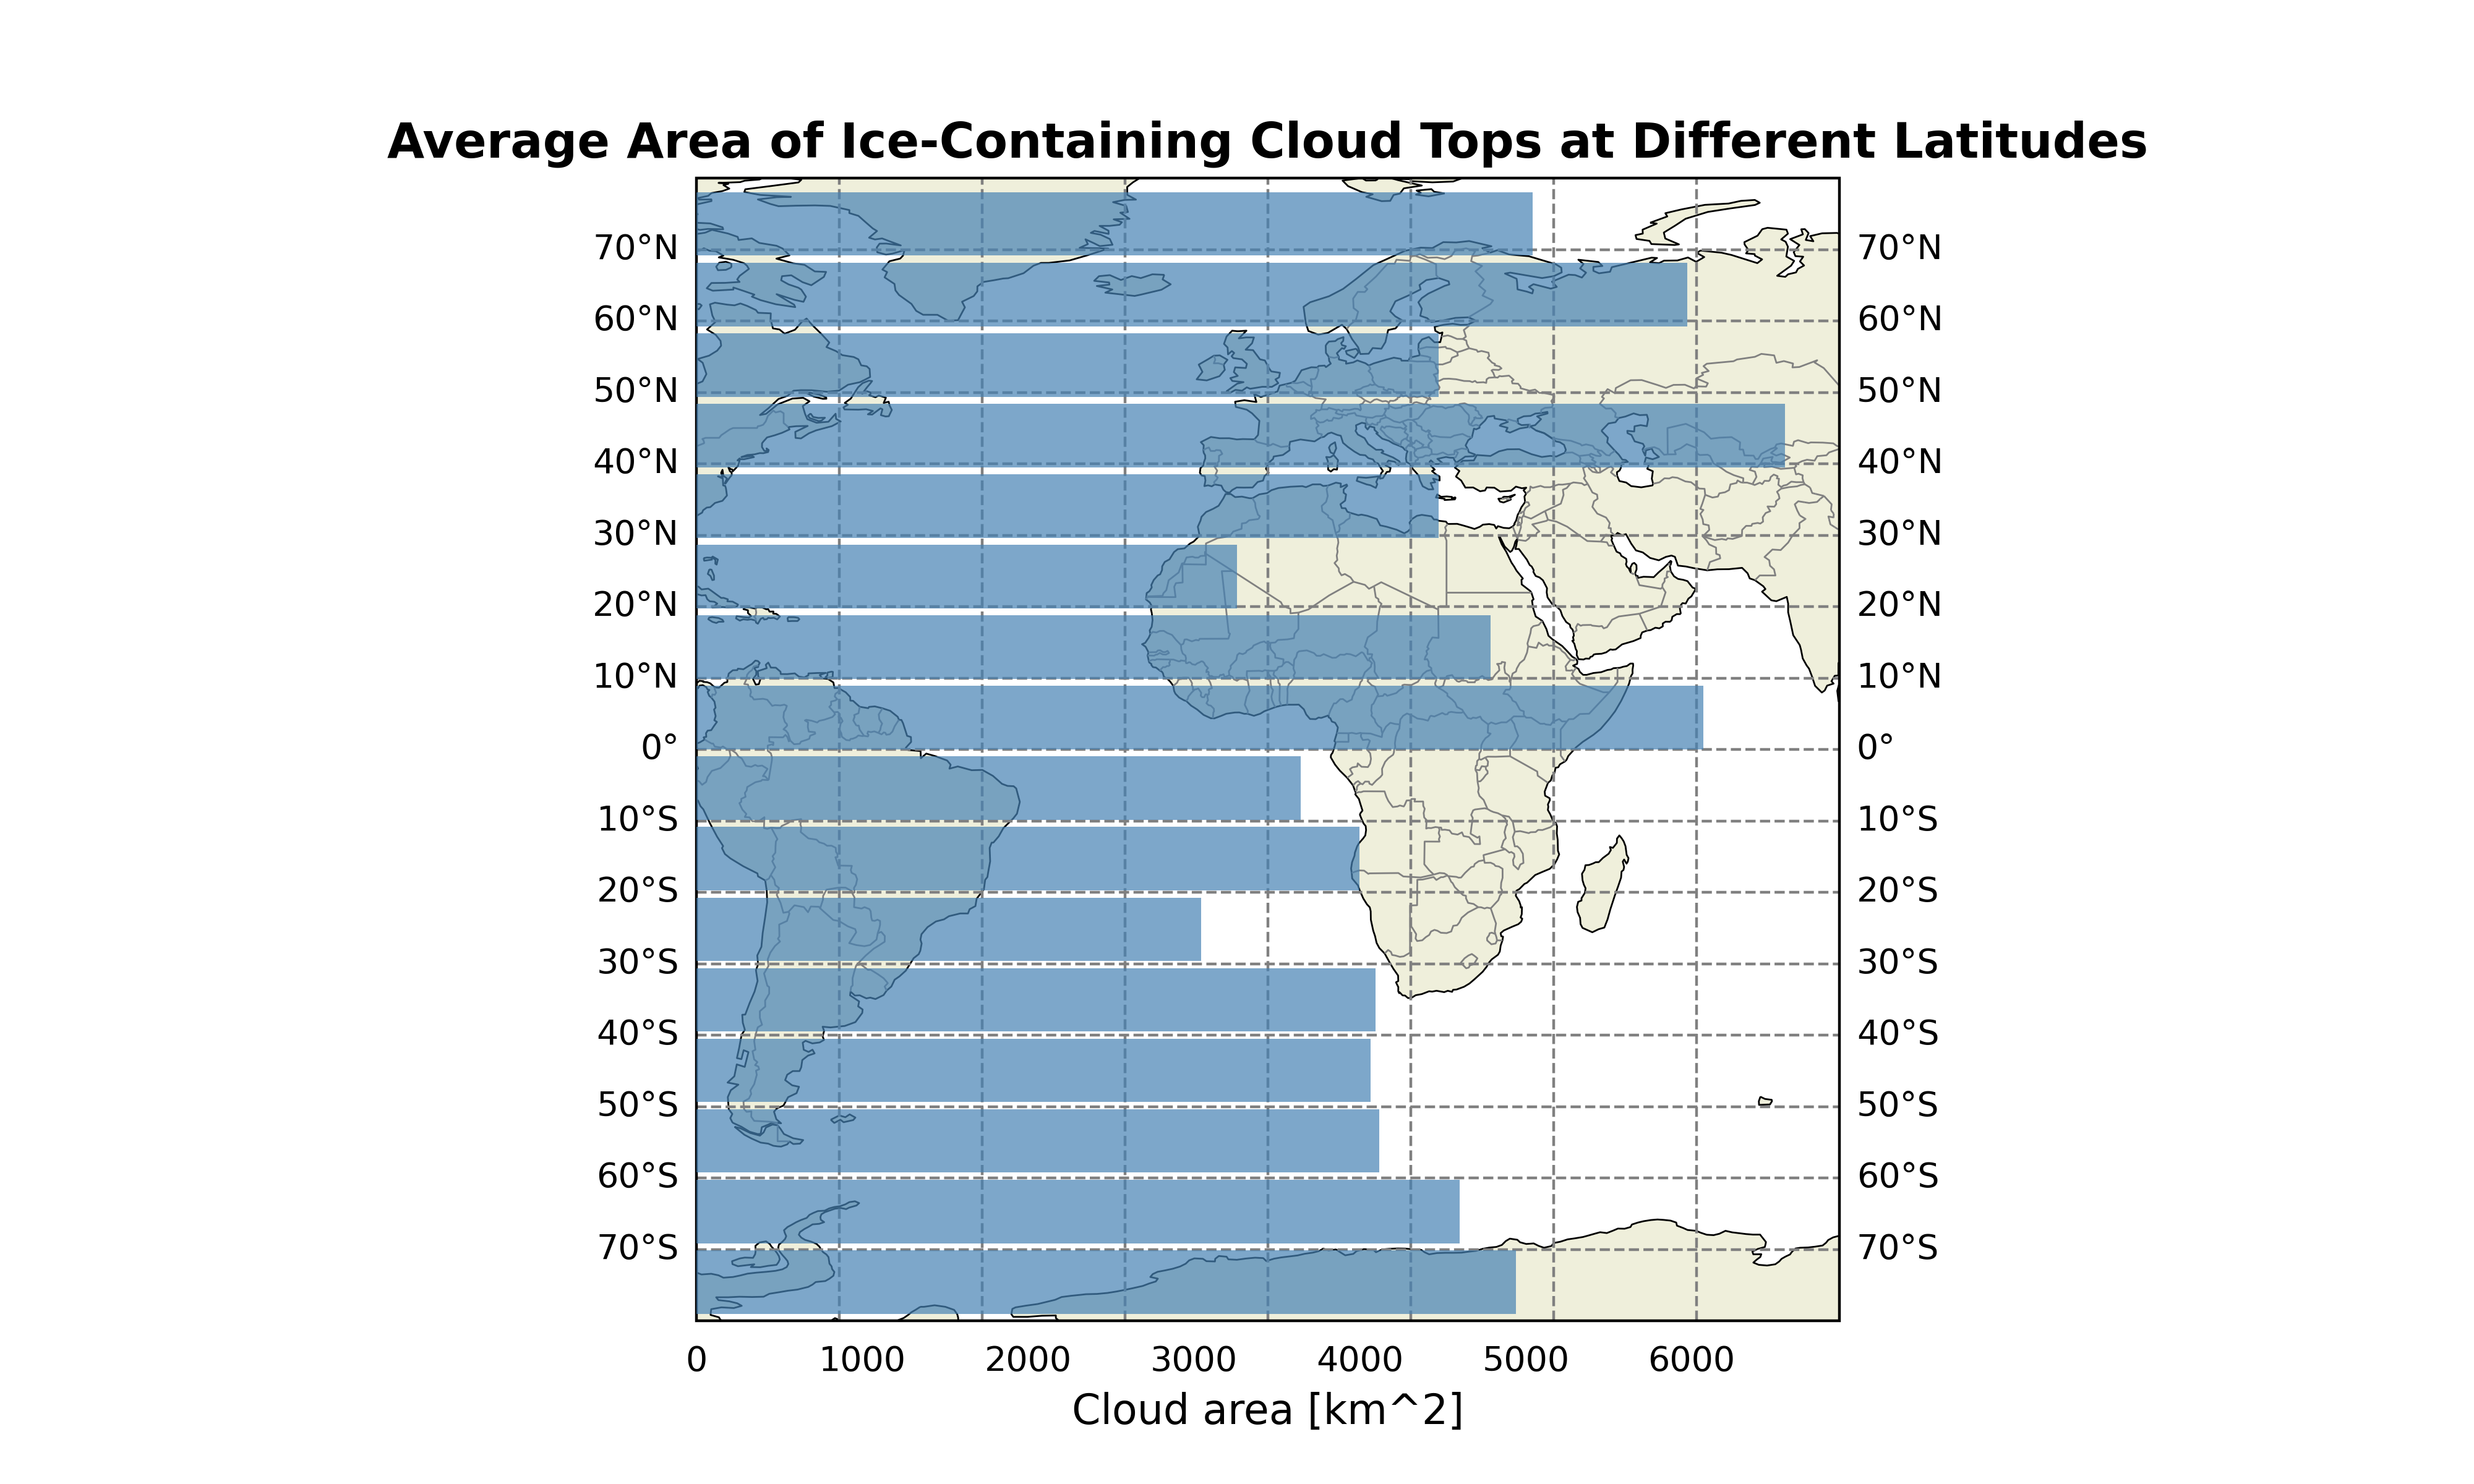 Average Area of Ice-Containing Cloud Tops at Different Latitudes
70°N 70°N
60°N 60°N
50°N 50°N
40°N 40°N
30°N 30°N
20°N 20°N
10°N 10°N
0° 0°
10°S 10°S
20°S 20°S
30°S 30°S
40°S 40°S
50°S 50°S
60°S 60°S
70°S 70°S
0 1000 2000 3000 4000 5000 6000
Cloud area [km^2]